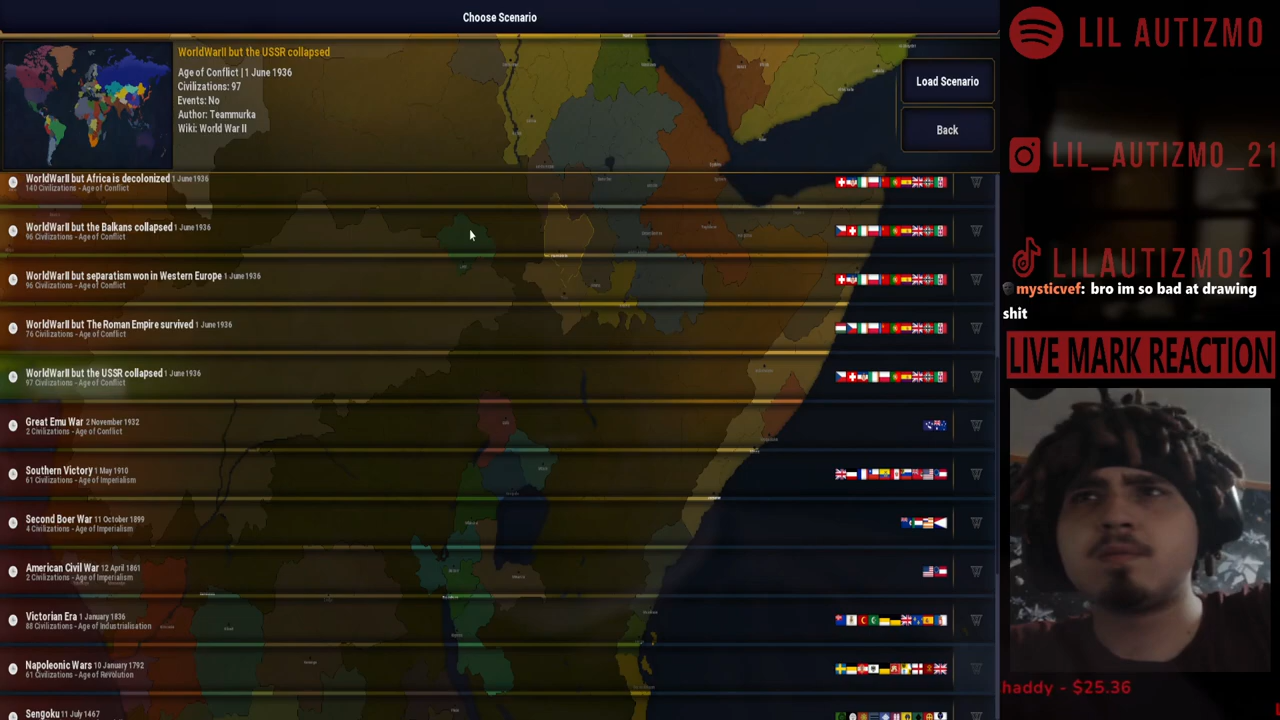 Choose Scenario
WorldWarII but the USSR collapsed
Age of Conflict | 1 June 1936
Civilizations: 97
Events: No
Author: Teammurka
Wiki: World War II
Load Scenario
Back
WorldWarII but Africa is decolonized 1 June 1936
140 Civilizations - Age of Conflict
WorldWarII but the Balkans collapsed 1 June 1936
96 Civilizations - Age of Conflict
WorldWarII but separatism won in Western Europe 1 June 1936
96 Civilizations - Age of Conflict
WorldWarII but The Roman Empire survived 1 June 1936
76 Civilizations - Age of Conflict
WorldWarII but the USSR collapsed 1 June 1936
97 Civilizations - Age of Conflict
Great Emu War 2 November 1932
2 Civilizations - Age of Conflict
Southern Victory 1 May 1910
61 Civilizations - Age of Imperialism
Second Boer War 11 October 1899
4 Civilizations - Age of Imperialism
American Civil War 12 April 1861
2 Civilizations - Age of Imperialism
Victorian Era 1 January 1836
88 Civilizations - Age of Industrialisation
Napoleonic Wars 10 January 1792
61 Civilizations - Age of Revolution
Sengoku 11 July 1467
LIL AUTIZMO
LIL_AUTIZMO_21
LILAUTIZMO21
mysticvef: bro im so bad at drawing
shit
LIVE MARK REACTION
haddy - $25.36